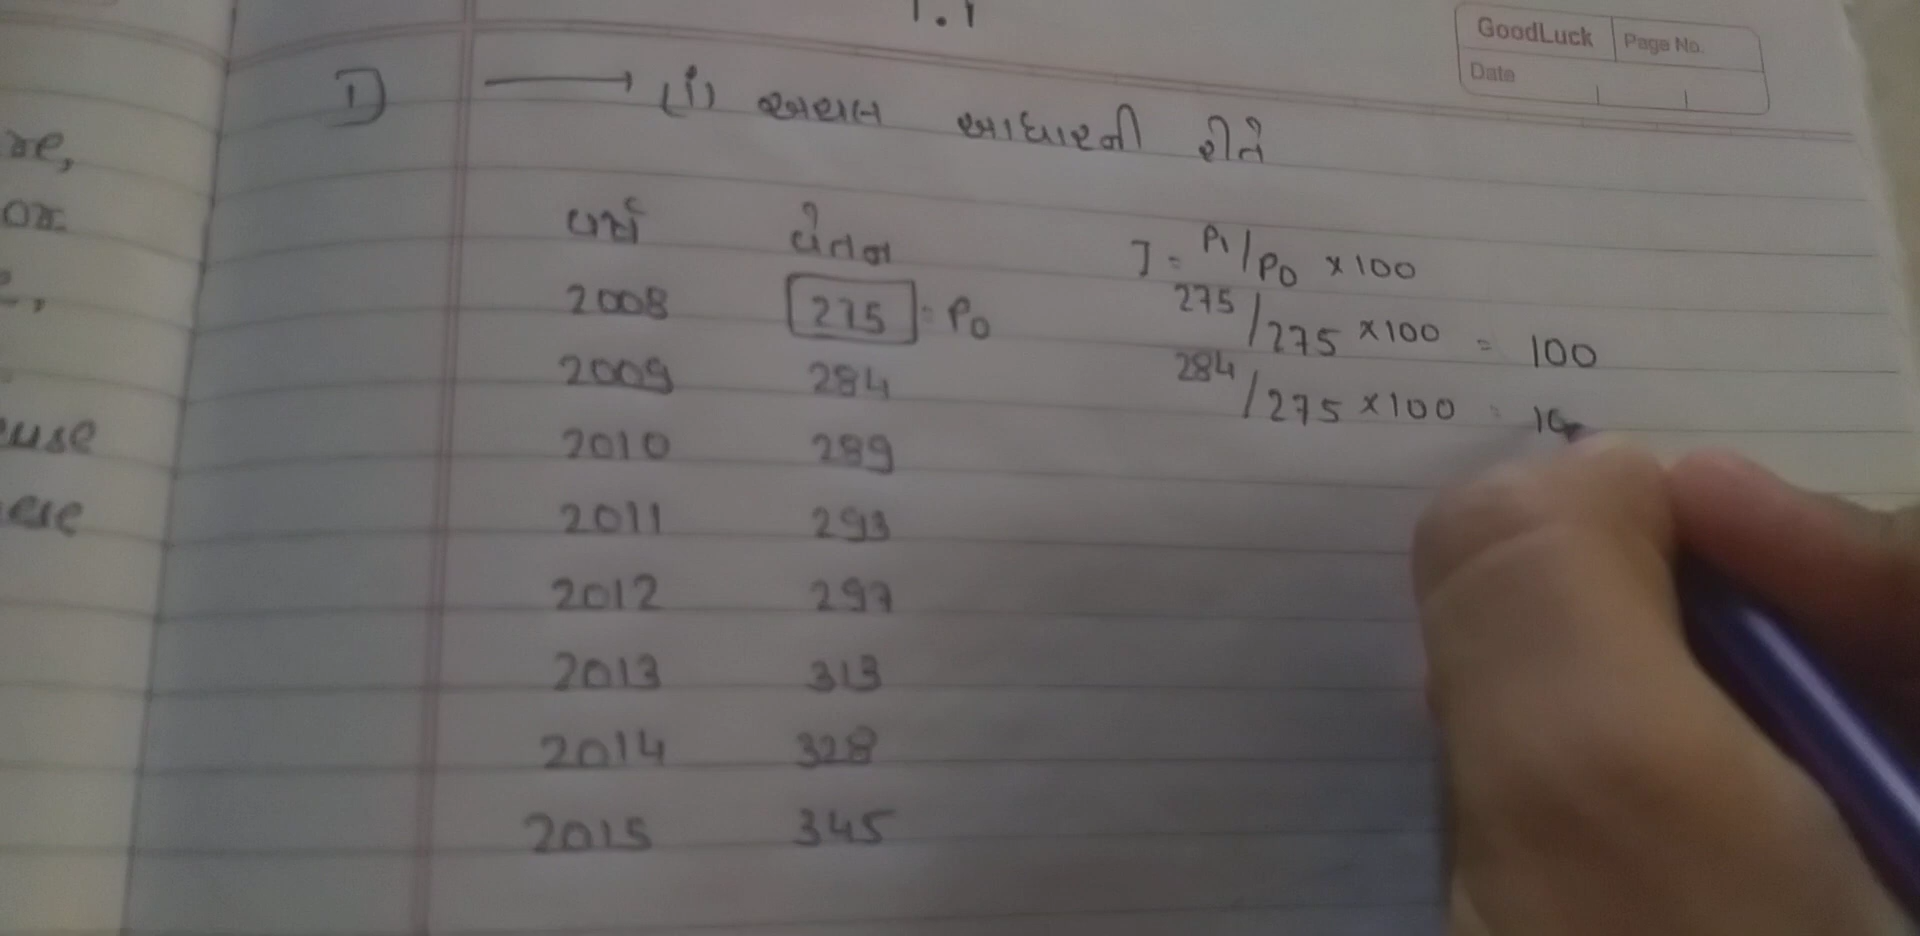 1.1
GoodLuck Page No.
Date
1) → (i) અચલ આધારની રીતે
વર્ષ વેતન I = P1/P0 × 100
2008 275 = P0 275/275 × 100 = 100
2009 284 284/275 × 100 = 10
2010 289
2011 293
2012 297
2013 313
2014 328
2015 345
use